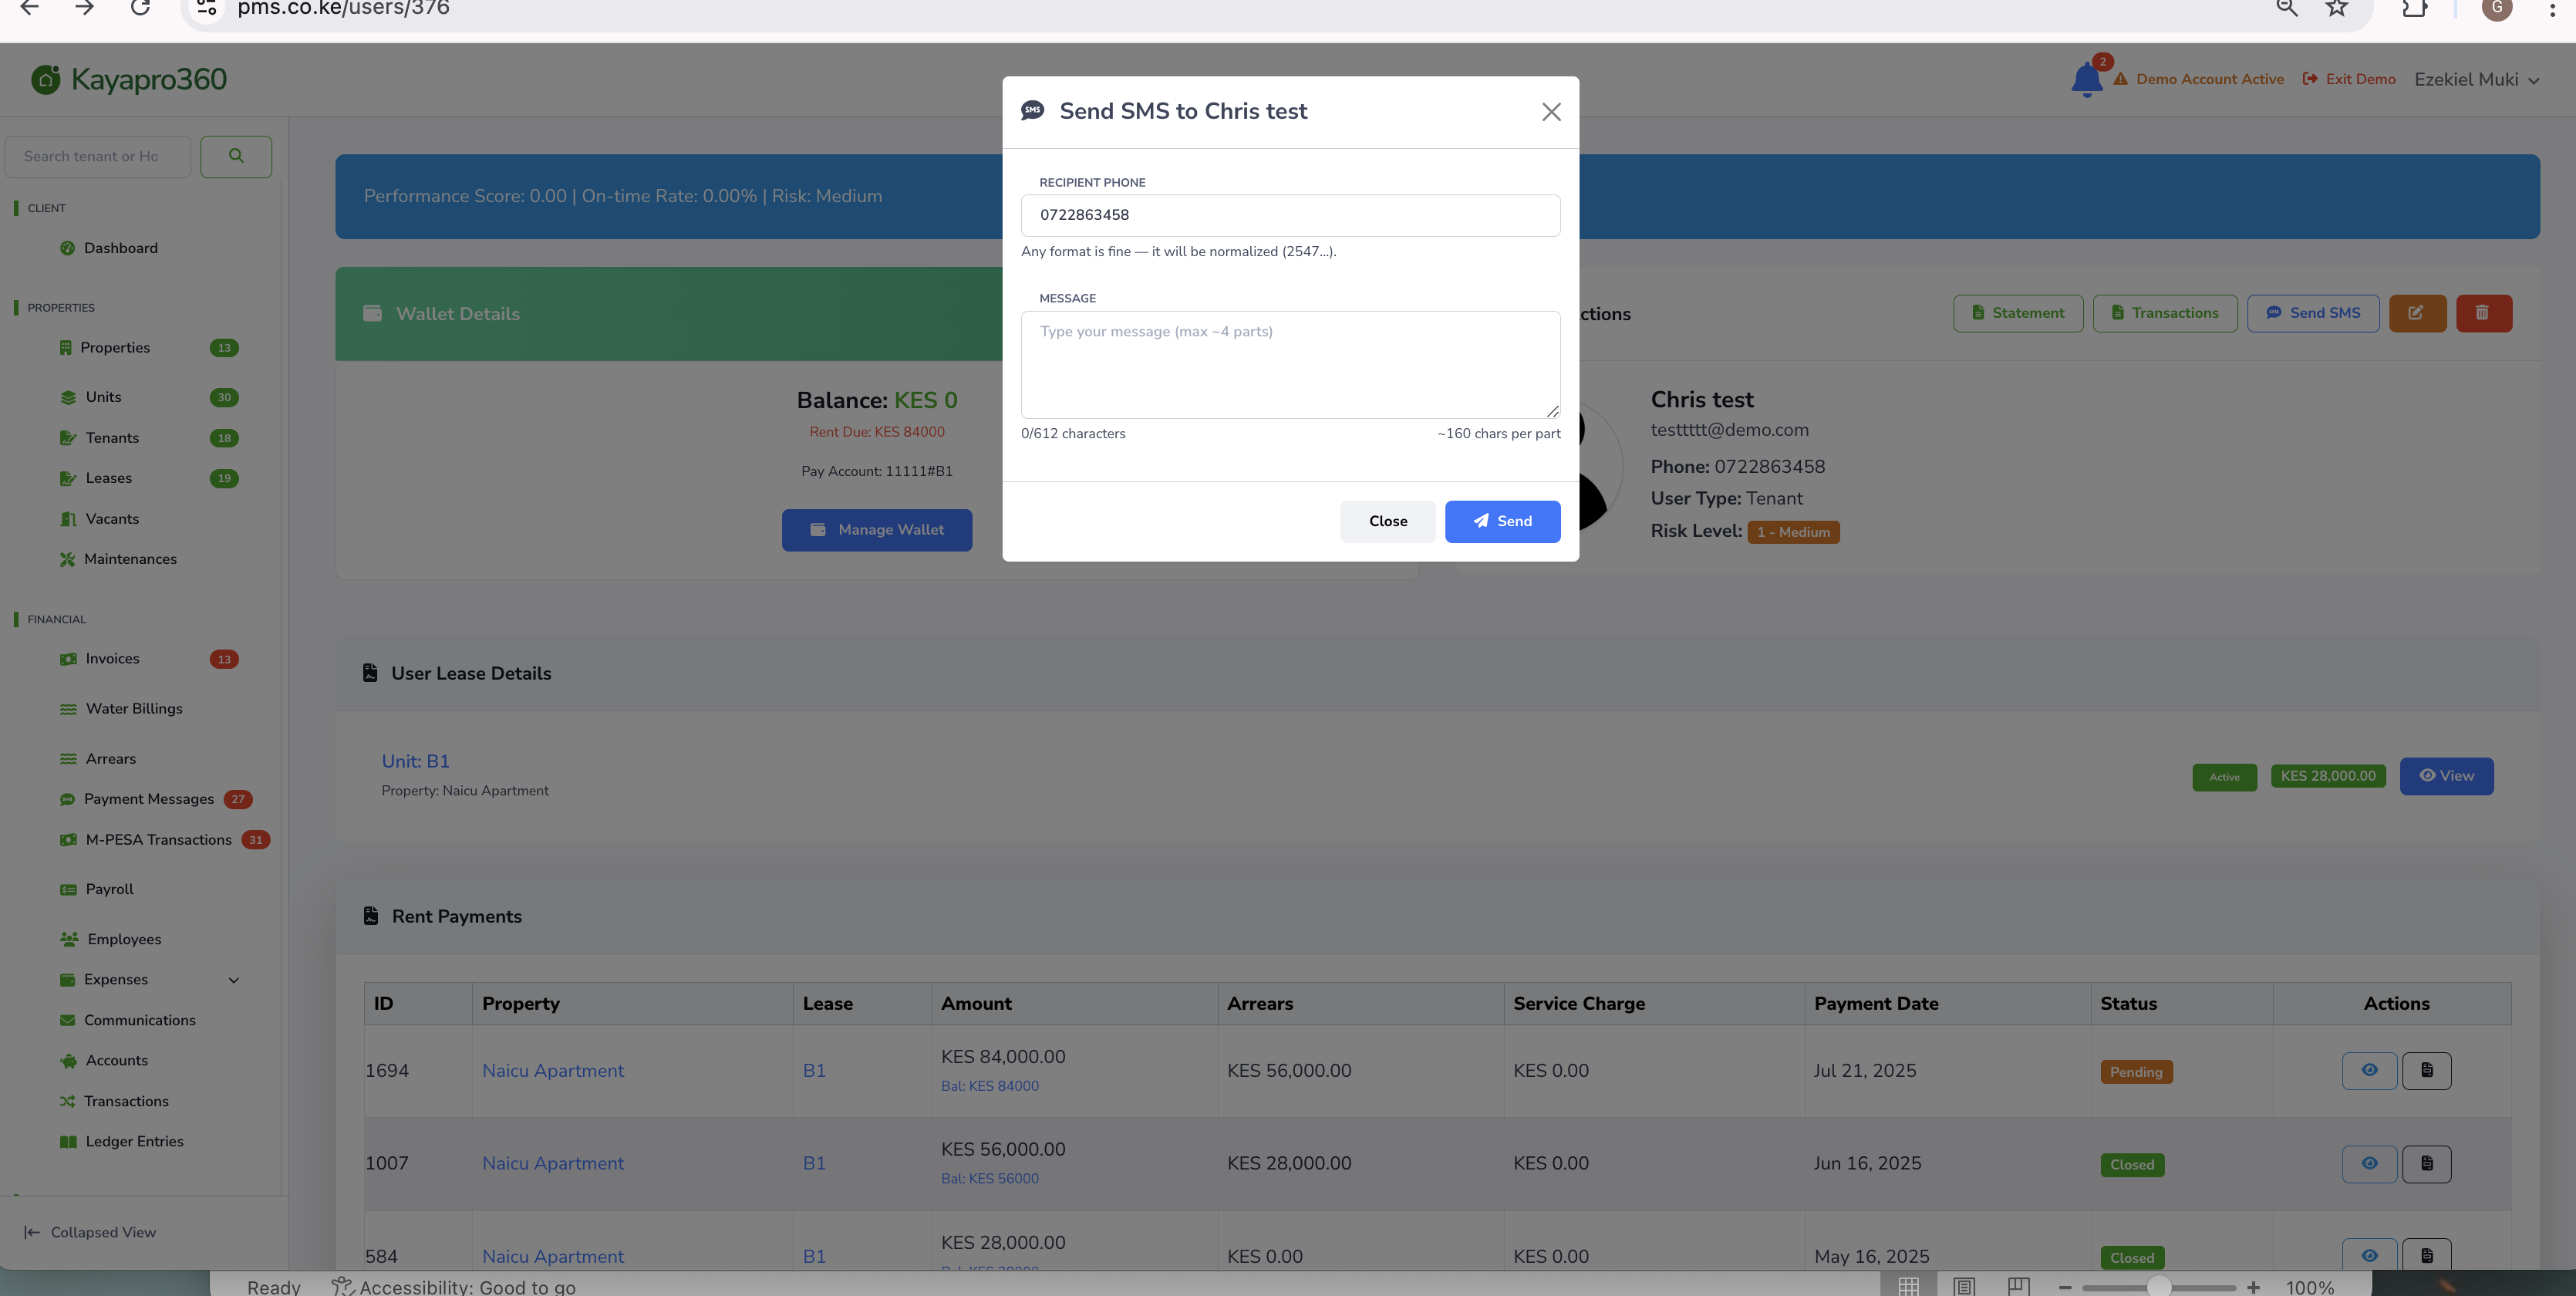 pms.co.ke/users/376
G
Kayapro360
2
Demo Account Active
Exit Demo
Ezekiel Muki
Search tenant or Ho
CLIENT
Dashboard
PROPERTIES
Properties 13
Units 30
Tenants 18
Leases 19
Vacants
Maintenances
FINANCIAL
Invoices 13
Water Billings
Arrears
Payment Messages 27
M-PESA Transactions 31
Payroll
Employees
Expenses
Communications
Accounts
Transactions
Ledger Entries
Collapsed View
Performance Score: 0.00 | On-time Rate: 0.00% | Risk: Medium
Wallet Details
Balance: KES 0
Rent Due: KES 84000
Pay Account: 11111#B1
Manage Wallet
SMS Send SMS to Chris test
RECIPIENT PHONE
0722863458
Any format is fine — it will be normalized (2547...).
MESSAGE
Type your message (max ~4 parts)
0/612 characters
~160 chars per part
Close
Send
ctions
Statement
Transactions
Send SMS
Chris test
testtttt@demo.com
Phone: 0722863458
User Type: Tenant
Risk Level: 1 - Medium
User Lease Details
Unit: B1
Property: Naicu Apartment
Active
KES 28,000.00
View
Rent Payments
ID Property Lease Amount Arrears Service Charge Payment Date Status Actions
1694 Naicu Apartment B1 KES 84,000.00 KES 56,000.00 KES 0.00 Jul 21, 2025 Pending
Bal: KES 84000
1007 Naicu Apartment B1 KES 56,000.00 KES 28,000.00 KES 0.00 Jun 16, 2025 Closed
Bal: KES 56000
584 Naicu Apartment B1 KES 28,000.00 KES 0.00 KES 0.00 May 16, 2025 Closed
Ready
Accessibility: Good to go
100%